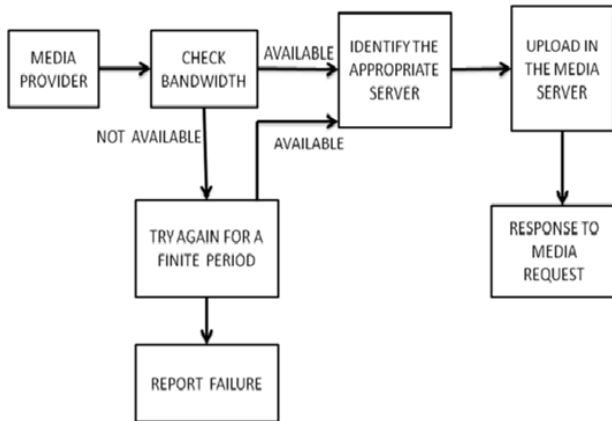 MEDIA
PROVIDER
CHECK
BANDWIDTH
AVAILABLE
IDENTIFY THE
APPROPRIATE
SERVER
UPLOAD IN
THE MEDIA
SERVER
NOT AVAILABLE
AVAILABLE
TRY AGAIN FOR A
FINITE PERIOD
RESPONSE TO
MEDIA
REQUEST
REPORT FAILURE